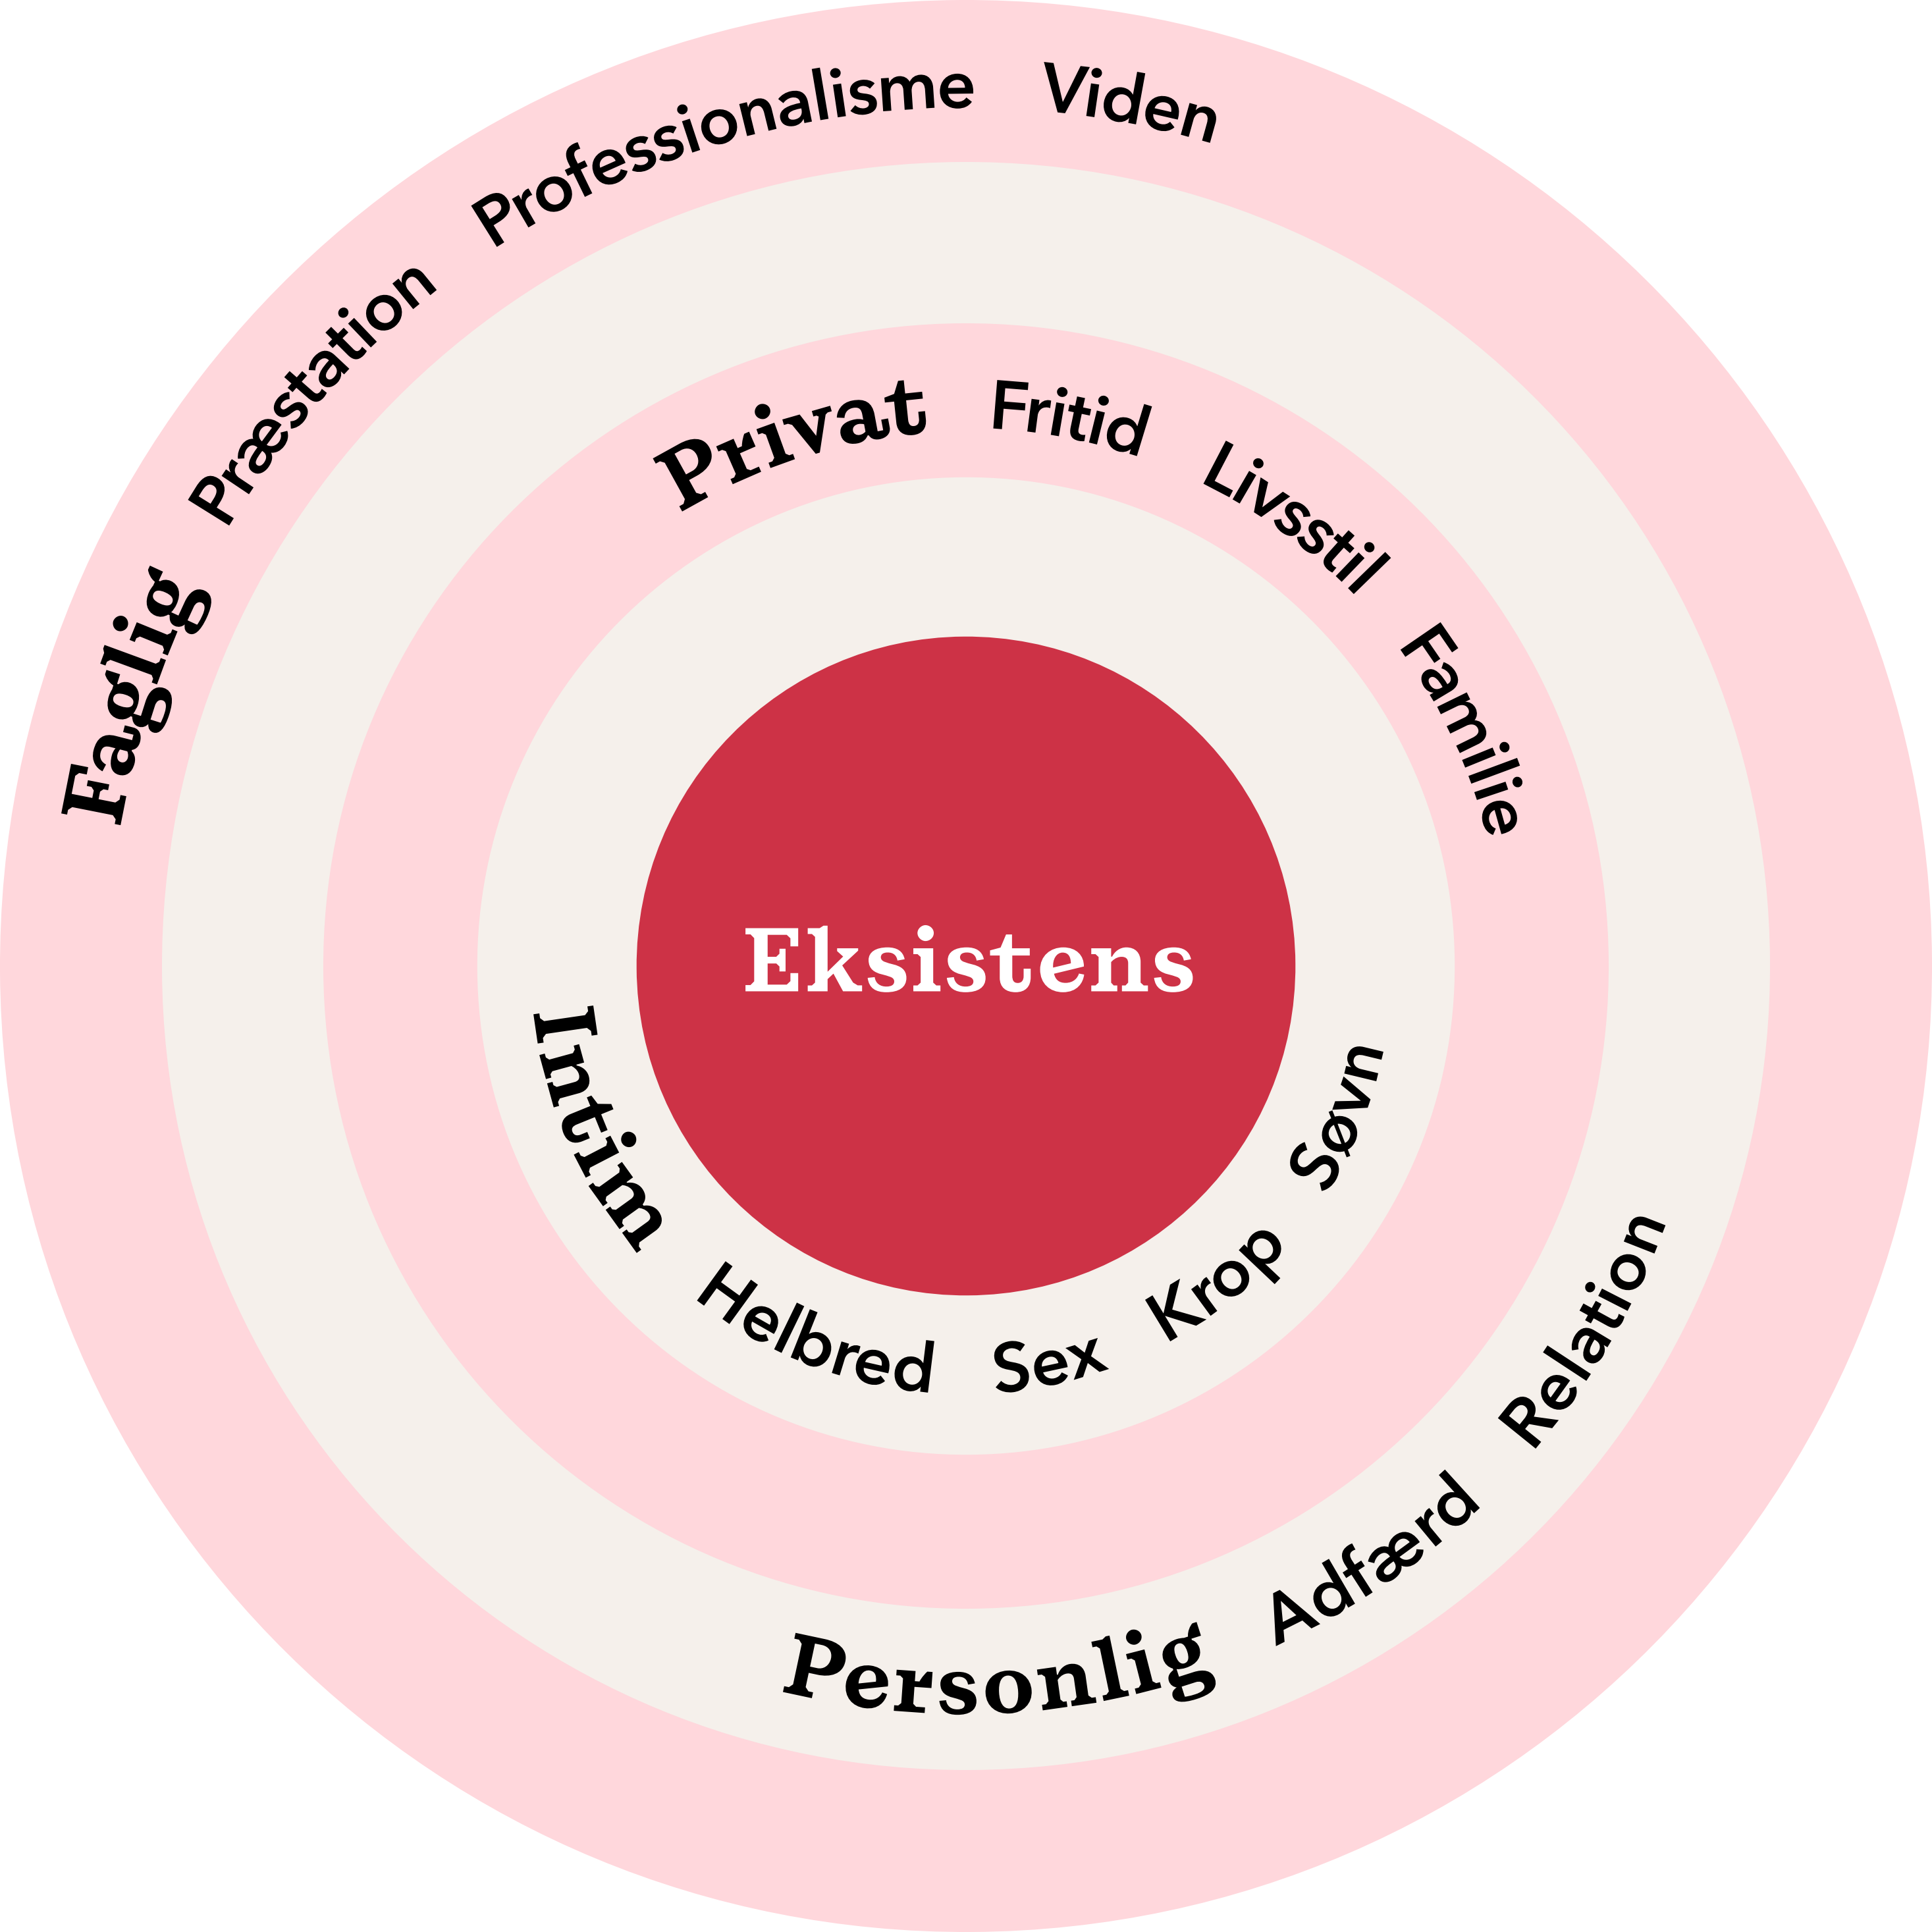 Faglig Præstation Professionalisme Viden
Privat Fritid Livsstil Familie
Eksistens
Intim Helbred Sex Krop Søvn
Personlig Adfærd Relation